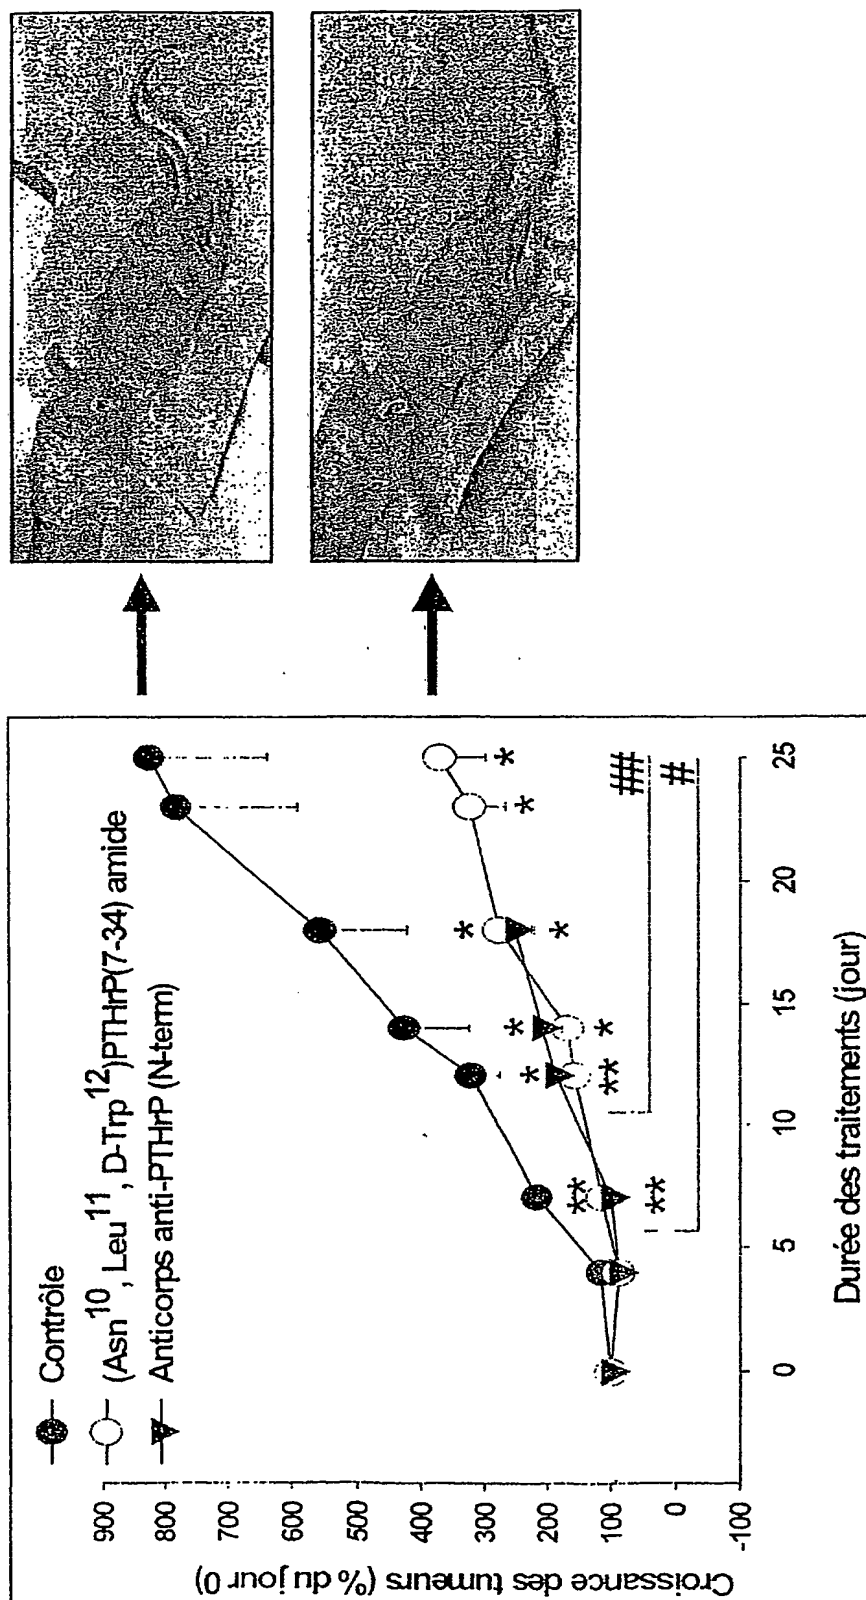 Contrôle
(Asn10, Leu11, D-Trp12)PTHrP(7-34) amide
Anticorps anti-PTHrP (N-term)
Croissance des tumeurs (% du jour 0)
900
800
700
600
500
400
300
200
100
0
-100
* *
* *
* * *
* *
** **
** **
##
#
0 5 10 15 20 25
Durée des traitements (jour)